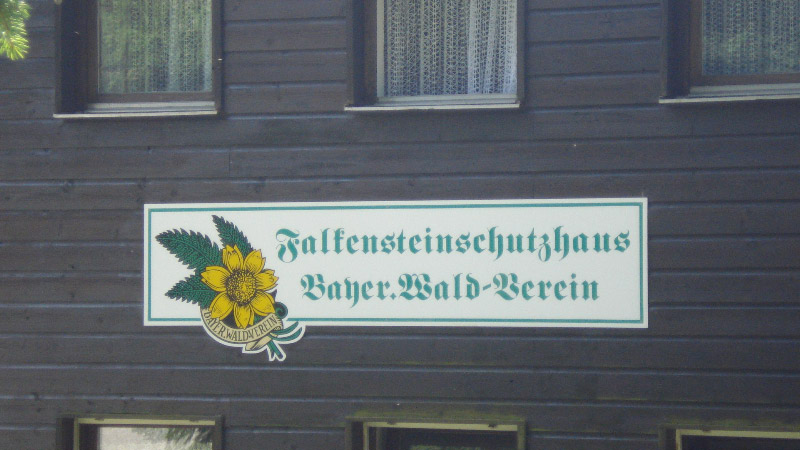 Falkensteinschutzhaus
Bayer.Wald-Verein
BAYER.WALDVEREIN